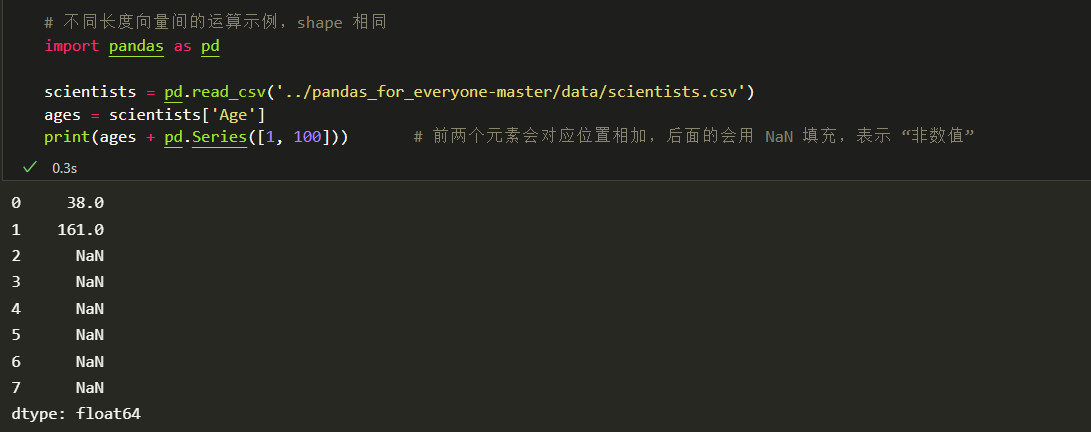 # 不同长度向量间的运算示例，shape 相同
import pandas as pd
scientists = pd.read_csv('../pandas_for_everyone-master/data/scientists.csv')
ages = scientists['Age']
print(ages + pd.Series([1, 100]))        # 前两个元素会对应位置相加，后面的会用 NaN 填充，表示 “非数值”
0.3s
0     38.0
1    161.0
2      NaN
3      NaN
4      NaN
5      NaN
6      NaN
7      NaN
dtype: float64